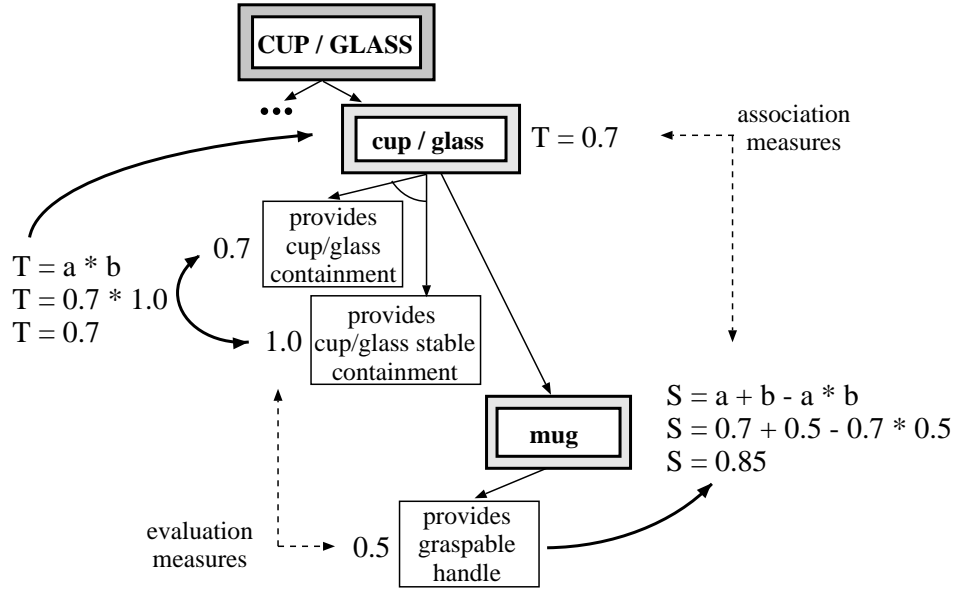 CUP / GLASS
•••
cup / glass
T = 0.7
association
measures
provides
cup/glass
containment
0.7
T = a * b
T = 0.7 * 1.0
T = 0.7
provides
cup/glass stable
containment
1.0
mug
S = a + b - a * b
S = 0.7 + 0.5 - 0.7 * 0.5
S = 0.85
evaluation
measures
0.5
provides
graspable
handle